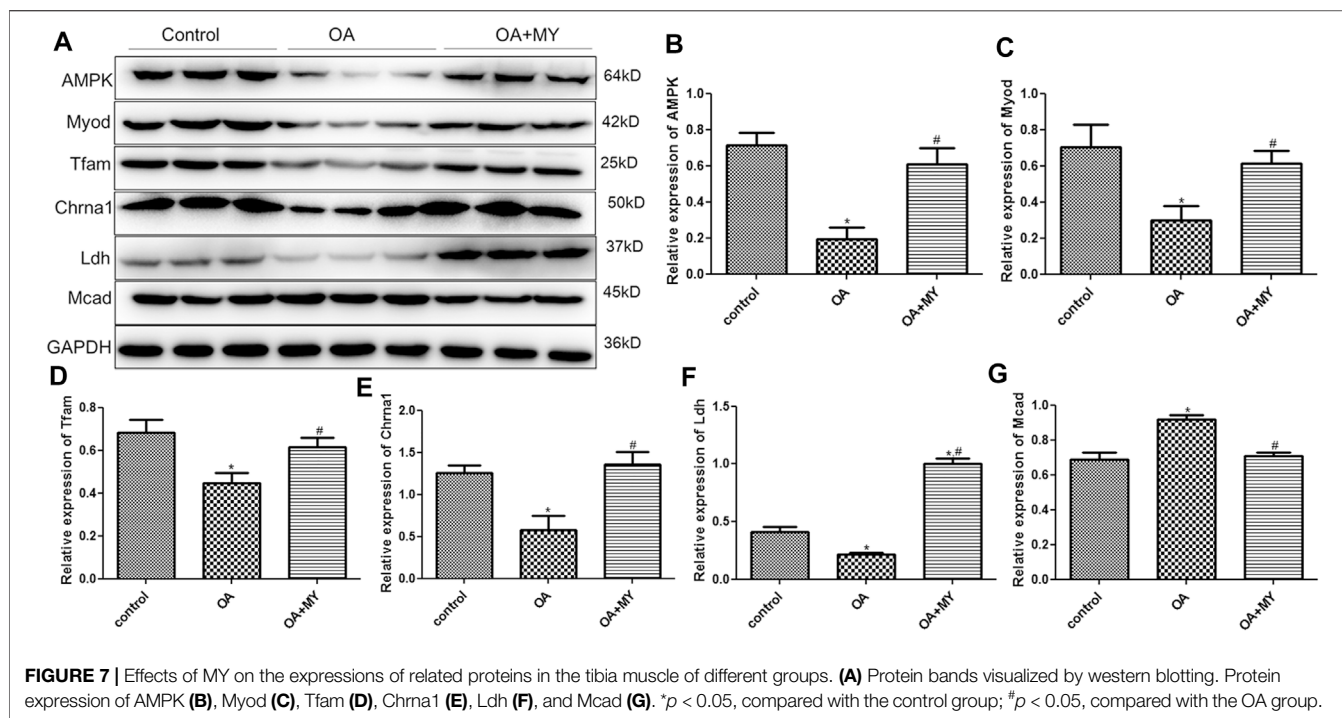 A
Control OA OA+MY
AMPK 64kD
Myod 42kD
Tfam 25kD
Chrna1 50kD
Ldh 37kD
Mcad 45kD
GAPDH 36kD
B
Relative expression of AMPK
1.0
0.8
0.6
0.4
0.2
0.0
*
#
control OA OA+MY
C
Relative expression of Myod
1.0
0.8
0.6
0.4
0.2
0.0
*
#
control OA OA+MY
D
Relative expression of Tfam
0.8
0.6
0.4
0.2
0.0
*
#
control OA OA+MY
E
Relative expression of Chrna1
2.0
1.5
1.0
0.5
0.0
*
#
control OA OA+MY
F
Relative expression of Ldh
1.5
1.0
0.5
0.0
*
*,#
control OA OA+MY
G
Relative expression of Mcad
1.0
0.8
0.6
0.4
0.2
0.0
*
#
control OA OA+MY
FIGURE 7 | Effects of MY on the expressions of related proteins in the tibia muscle of different groups. (A) Protein bands visualized by western blotting. Protein
expression of AMPK (B), Myod (C), Tfam (D), Chrna1 (E), Ldh (F), and Mcad (G). *p < 0.05, compared with the control group; #p < 0.05, compared with the OA group.